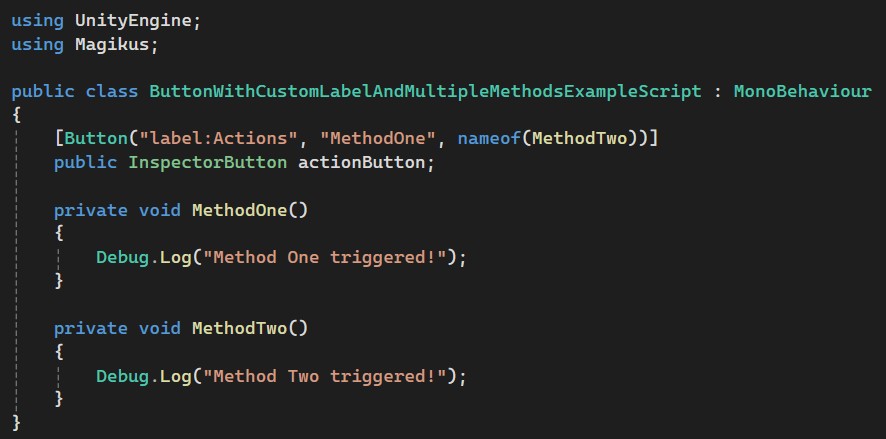 using UnityEngine;
using Magikus;

public class ButtonWithCustomLabelAndMultipleMethodsExampleScript : MonoBehaviour
{
    [Button("label:Actions", "MethodOne", nameof(MethodTwo))]
    public InspectorButton actionButton;

    private void MethodOne()
    {
        Debug.Log("Method One triggered!");
    }

    private void MethodTwo()
    {
        Debug.Log("Method Two triggered!");
    }
}